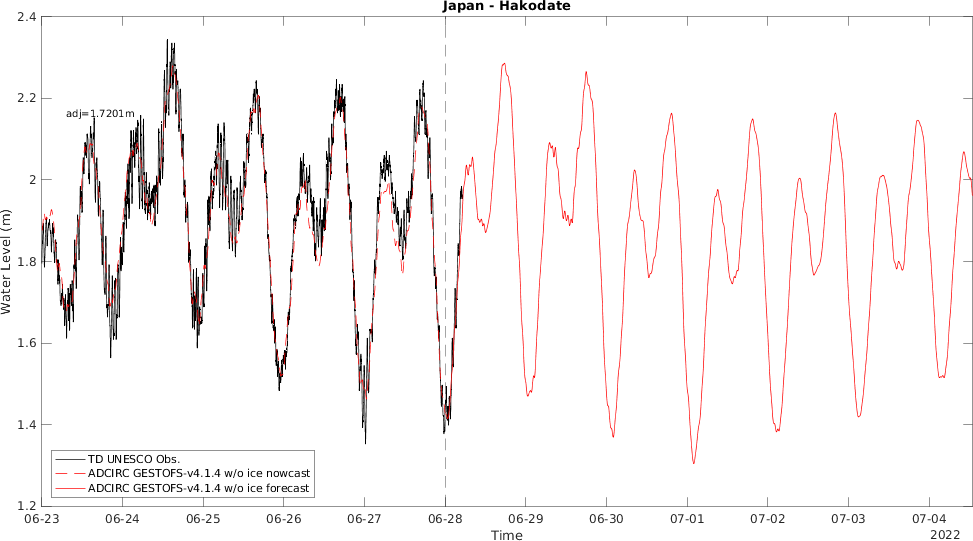 Japan - Hakodate
2.4
2.2
2
1.8
1.6
1.4
1.2
Water Level (m)
adj=1.7201m
TD UNESCO Obs.
ADCIRC GESTOFS-v4.1.4 w/o ice nowcast
ADCIRC GESTOFS-v4.1.4 w/o ice forecast
06-23 06-24 06-25 06-26 06-27 06-28 06-29 06-30 07-01 07-02 07-03 07-04
Time
2022